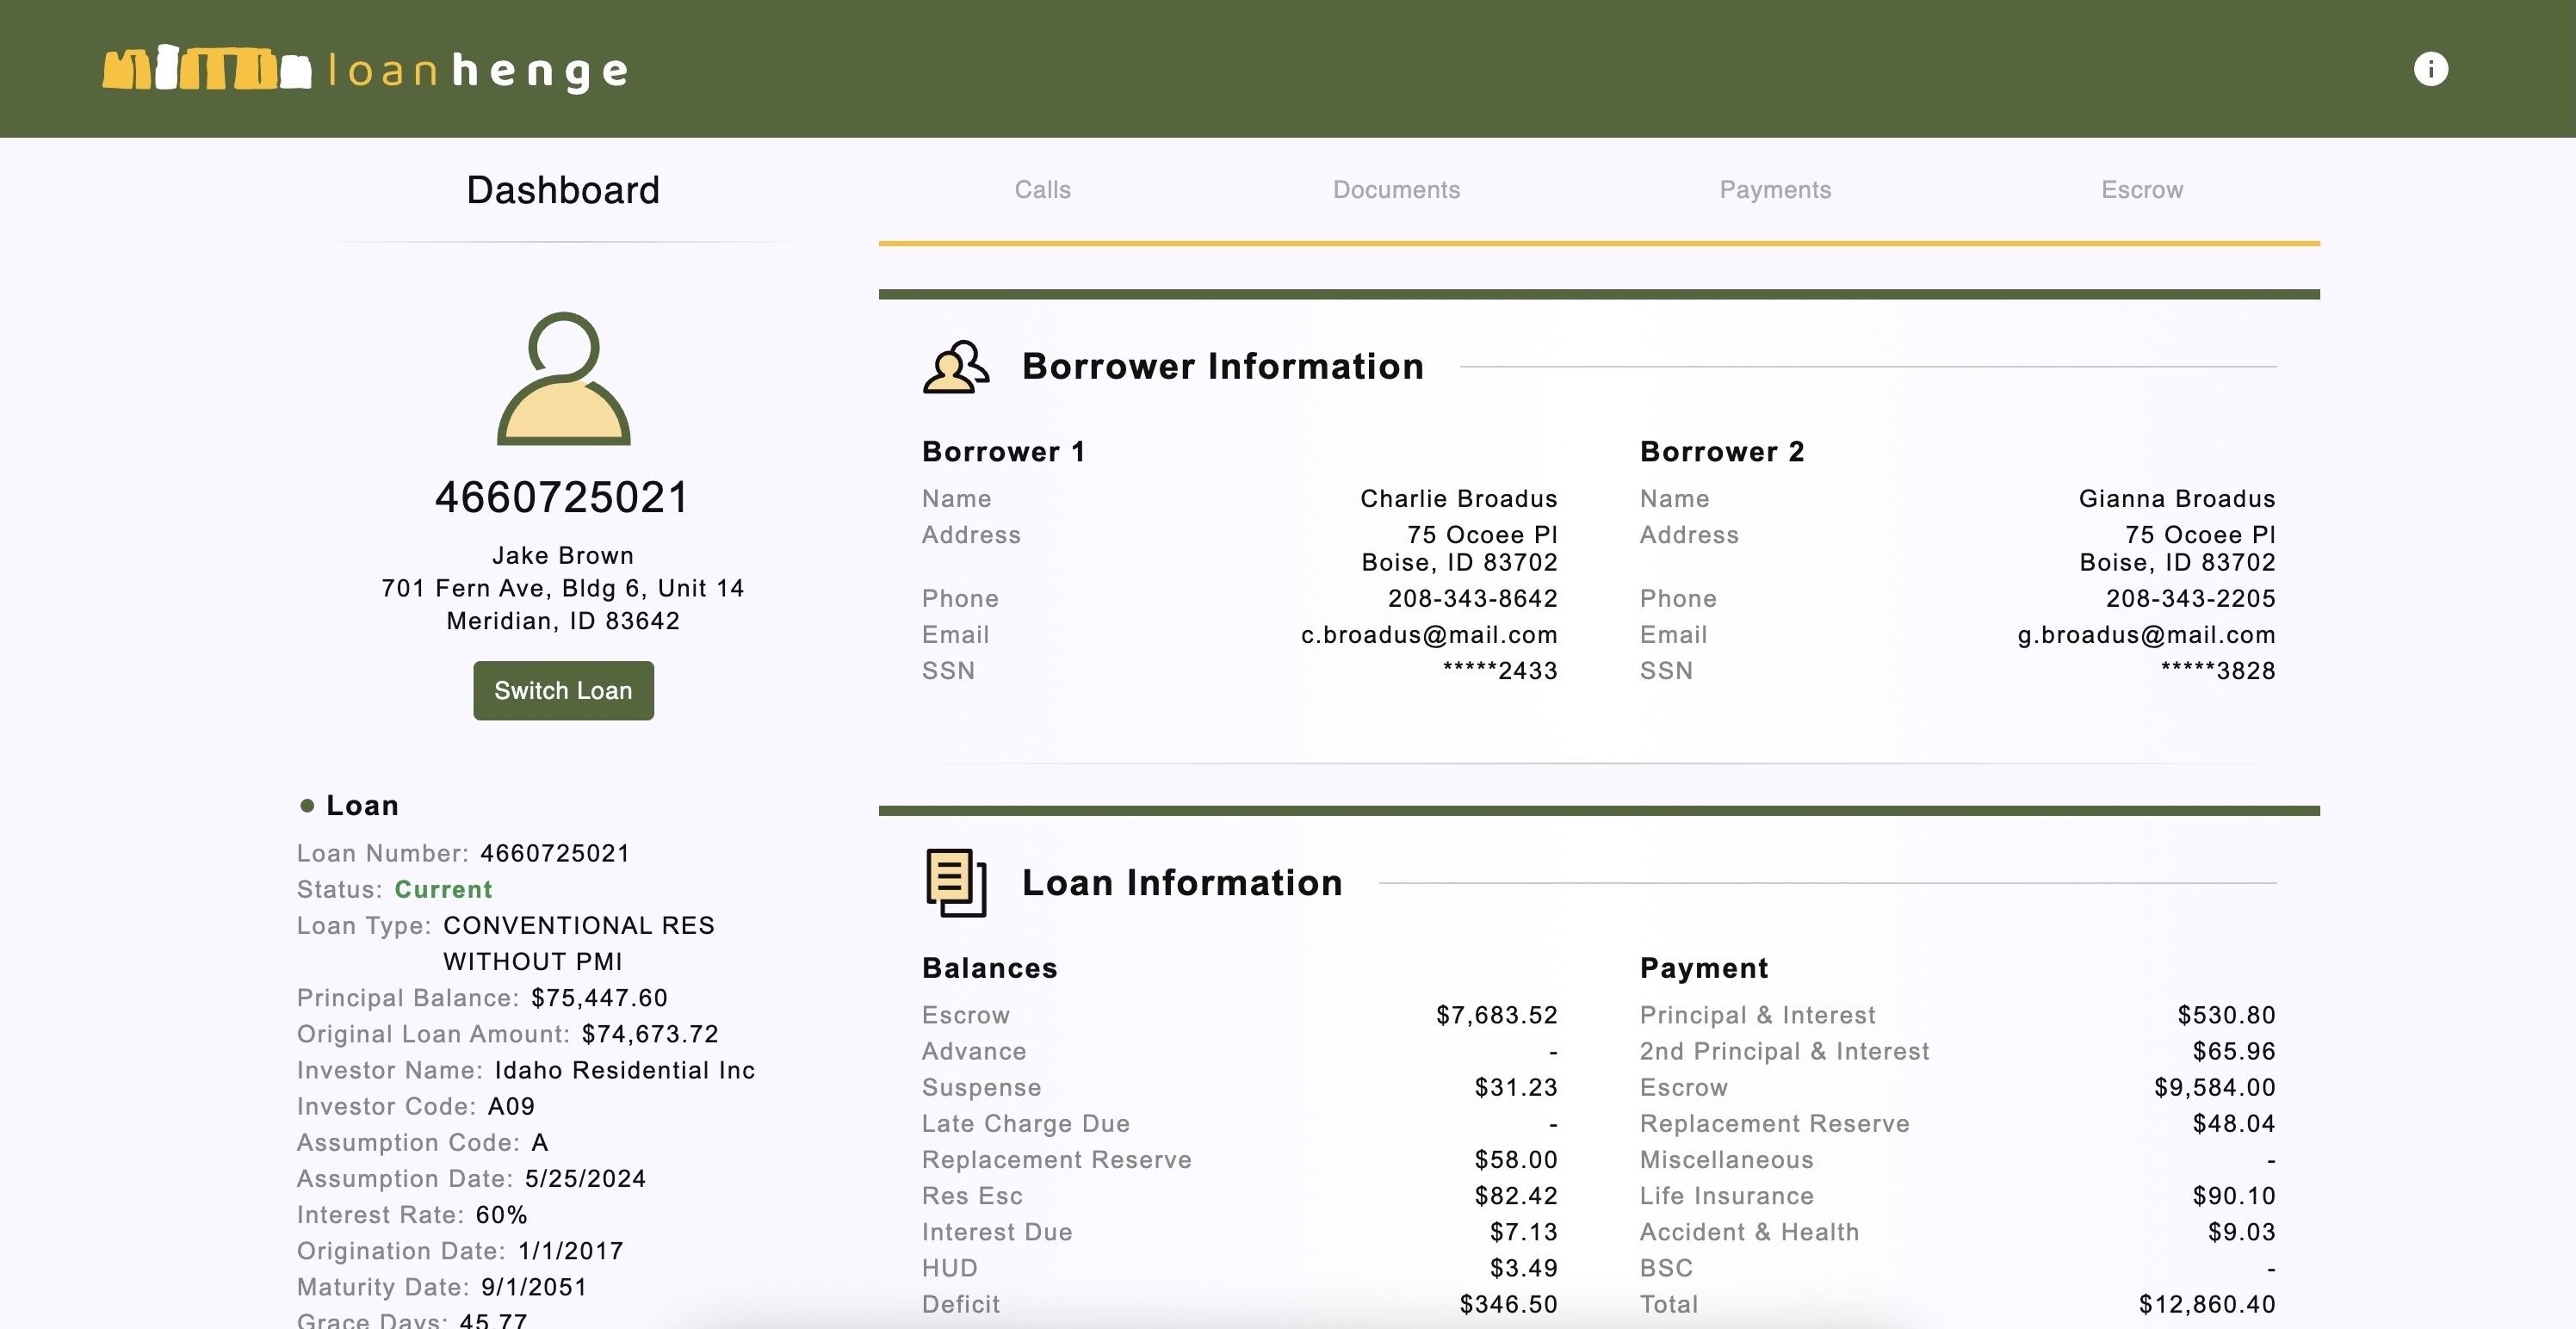 loanhenge
Dashboard
Calls
Documents
Payments
Escrow
4660725021
Jake Brown
701 Fern Ave, Bldg 6, Unit 14
Meridian, ID 83642
Switch Loan
Loan
Loan Number: 4660725021
Status: Current
Loan Type: CONVENTIONAL RES
WITHOUT PMI
Principal Balance: $75,447.60
Original Loan Amount: $74,673.72
Investor Name: Idaho Residential Inc
Investor Code: A09
Assumption Code: A
Assumption Date: 5/25/2024
Interest Rate: 60%
Origination Date: 1/1/2017
Maturity Date: 9/1/2051
Grace Days: 45.77
Borrower Information
Borrower 1
Name Charlie Broadus
Address 75 Ocoee Pl
Boise, ID 83702
Phone 208-343-8642
Email c.broadus@mail.com
SSN *****2433
Borrower 2
Name Gianna Broadus
Address 75 Ocoee Pl
Boise, ID 83702
Phone 208-343-2205
Email g.broadus@mail.com
SSN *****3828
Loan Information
Balances
Escrow $7,683.52
Advance -
Suspense $31.23
Late Charge Due -
Replacement Reserve $58.00
Res Esc $82.42
Interest Due $7.13
HUD $3.49
Deficit $346.50
Payment
Principal & Interest $530.80
2nd Principal & Interest $65.96
Escrow $9,584.00
Replacement Reserve $48.04
Miscellaneous -
Life Insurance $90.10
Accident & Health $9.03
BSC -
Total $12,860.40